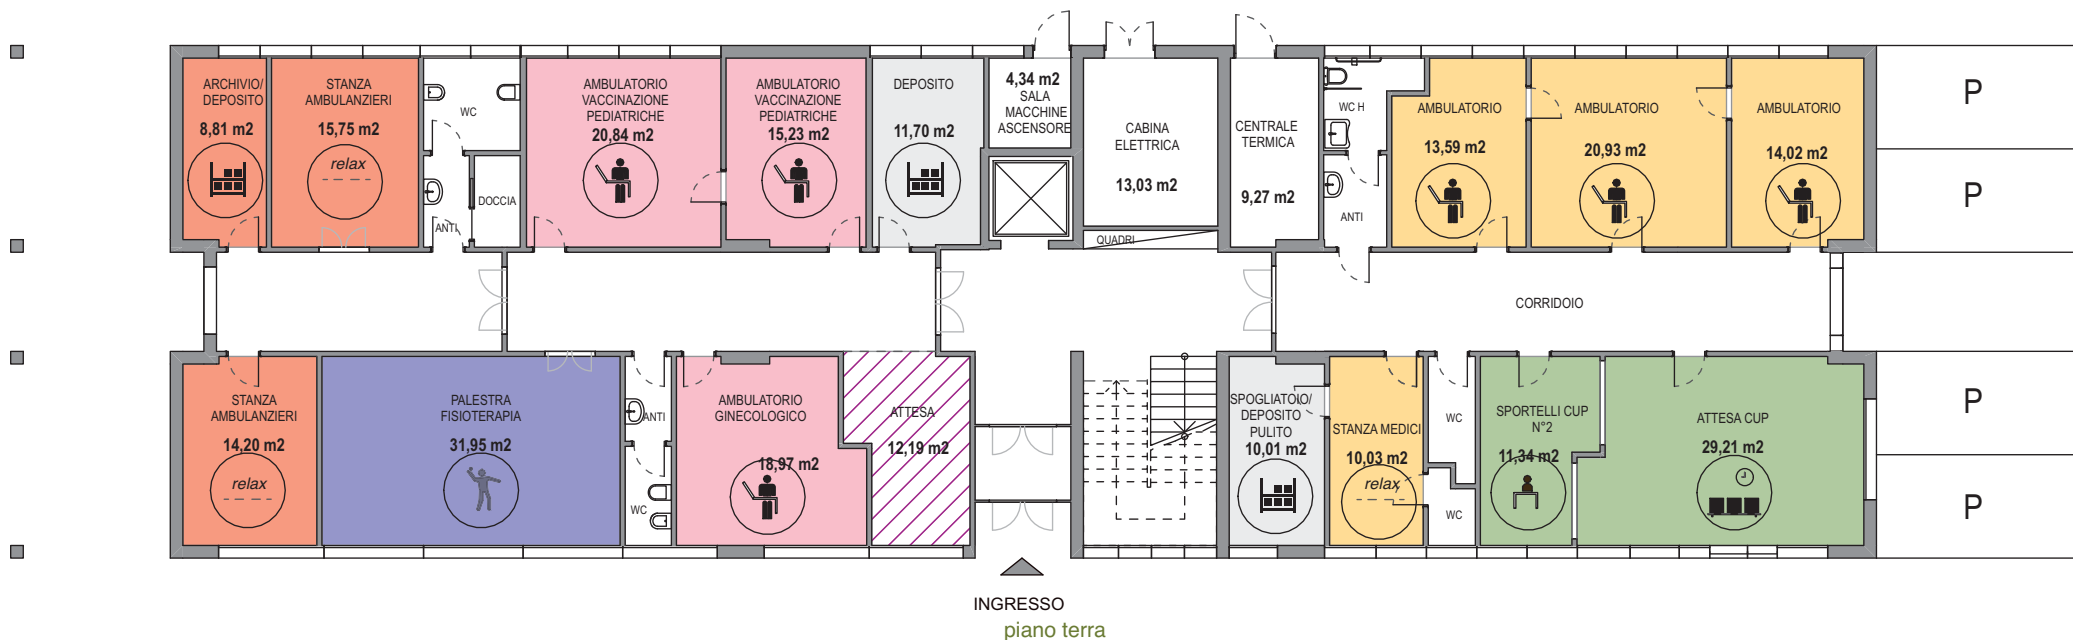 ARCHIVIO/
DEPOSITO
8,81 m2
STANZA
AMBULANZIERI
15,75 m2
relax
WC
ANTI
DOCCIA
AMBULATORIO
VACCINAZIONE
PEDIATRICHE
20,84 m2
AMBULATORIO
VACCINAZIONE
PEDIATRICHE
15,23 m2
DEPOSITO
11,70 m2
4,34 m2
SALA
MACCHINE
ASCENSORE
CABINA
ELETTRICA
13,03 m2
QUADRI
CENTRALE
TERMICA
9,27 m2
WC H
ANTI
AMBULATORIO
13,59 m2
AMBULATORIO
20,93 m2
AMBULATORIO
14,02 m2
P
P
CORRIDOIO
STANZA
AMBULANZIERI
14,20 m2
relax
PALESTRA
FISIOTERAPIA
31,95 m2
ANTI
WC
AMBULATORIO
GINECOLOGICO
18,97 m2
ATTESA
12,19 m2
SPOGLIATOIO/
DEPOSITO
PULITO
10,01 m2
STANZA MEDICI
10,03 m2
relax
WC
WC
SPORTELLI CUP
N°2
11,34 m2
ATTESA CUP
29,21 m2
P
P
INGRESSO
piano terra